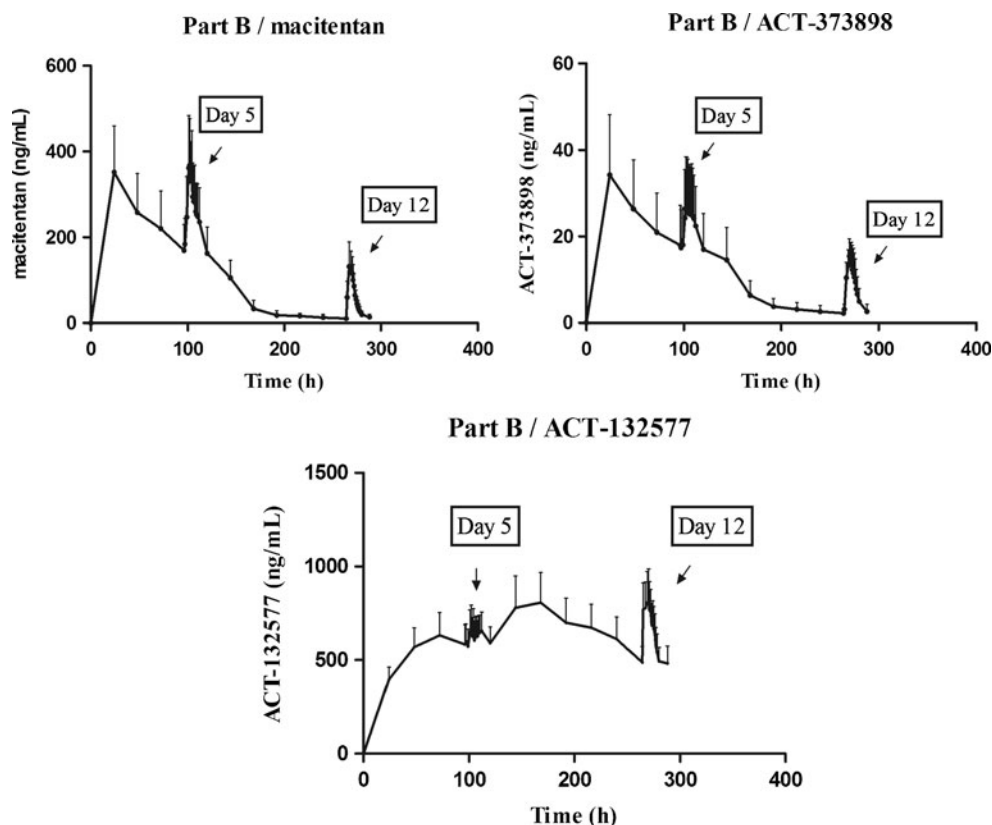 Part B / macitentan
macitentan (ng/mL)
600
400
200
0
0 100 200 300 400
Time (h)
Day 5
Day 12
Part B / ACT-373898
ACT-373898 (ng/mL)
60
40
20
0
0 100 200 300 400
Time (h)
Day 5
Day 12
Part B / ACT-132577
ACT-132577 (ng/mL)
1500
1000
500
0
0 100 200 300 400
Time (h)
Day 5
Day 12